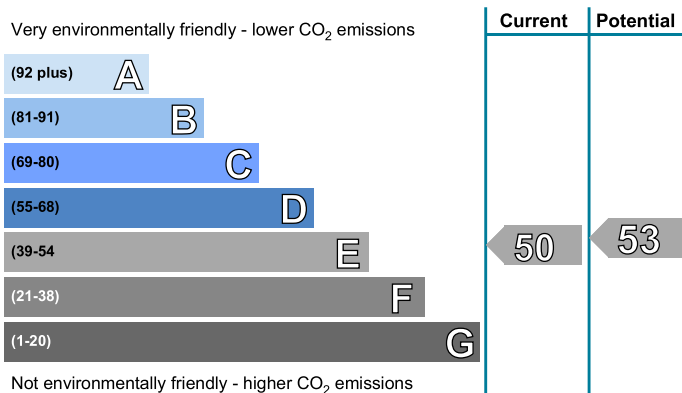 Current Potential
Very environmentally friendly - lower CO₂ emissions
(92 plus) A
(81-91) B
(69-80) C
(55-68) D
(39-54 E
50 53
(21-38) F
(1-20) G
Not environmentally friendly - higher CO₂ emissions